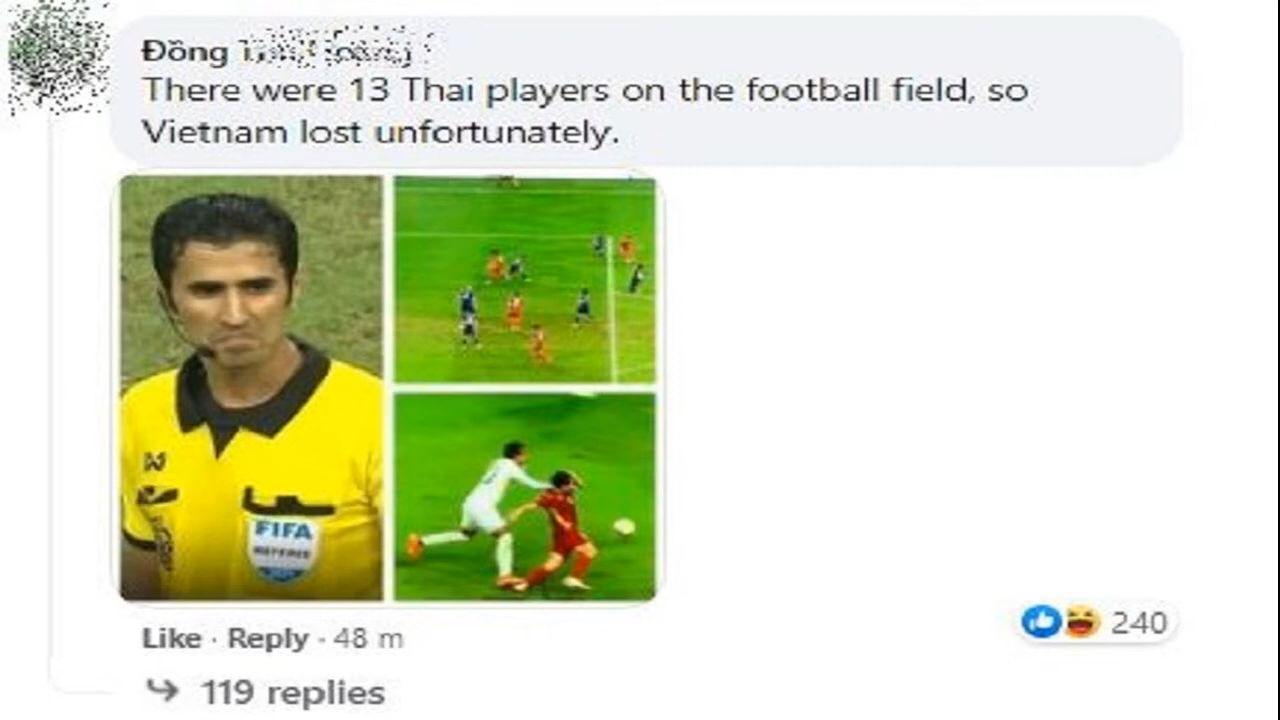 Đồng
There were 13 Thai players on the football field, so
Vietnam lost unfortunately.
FIFA
REFEREE
Like · Reply · 48 m
240
119 replies